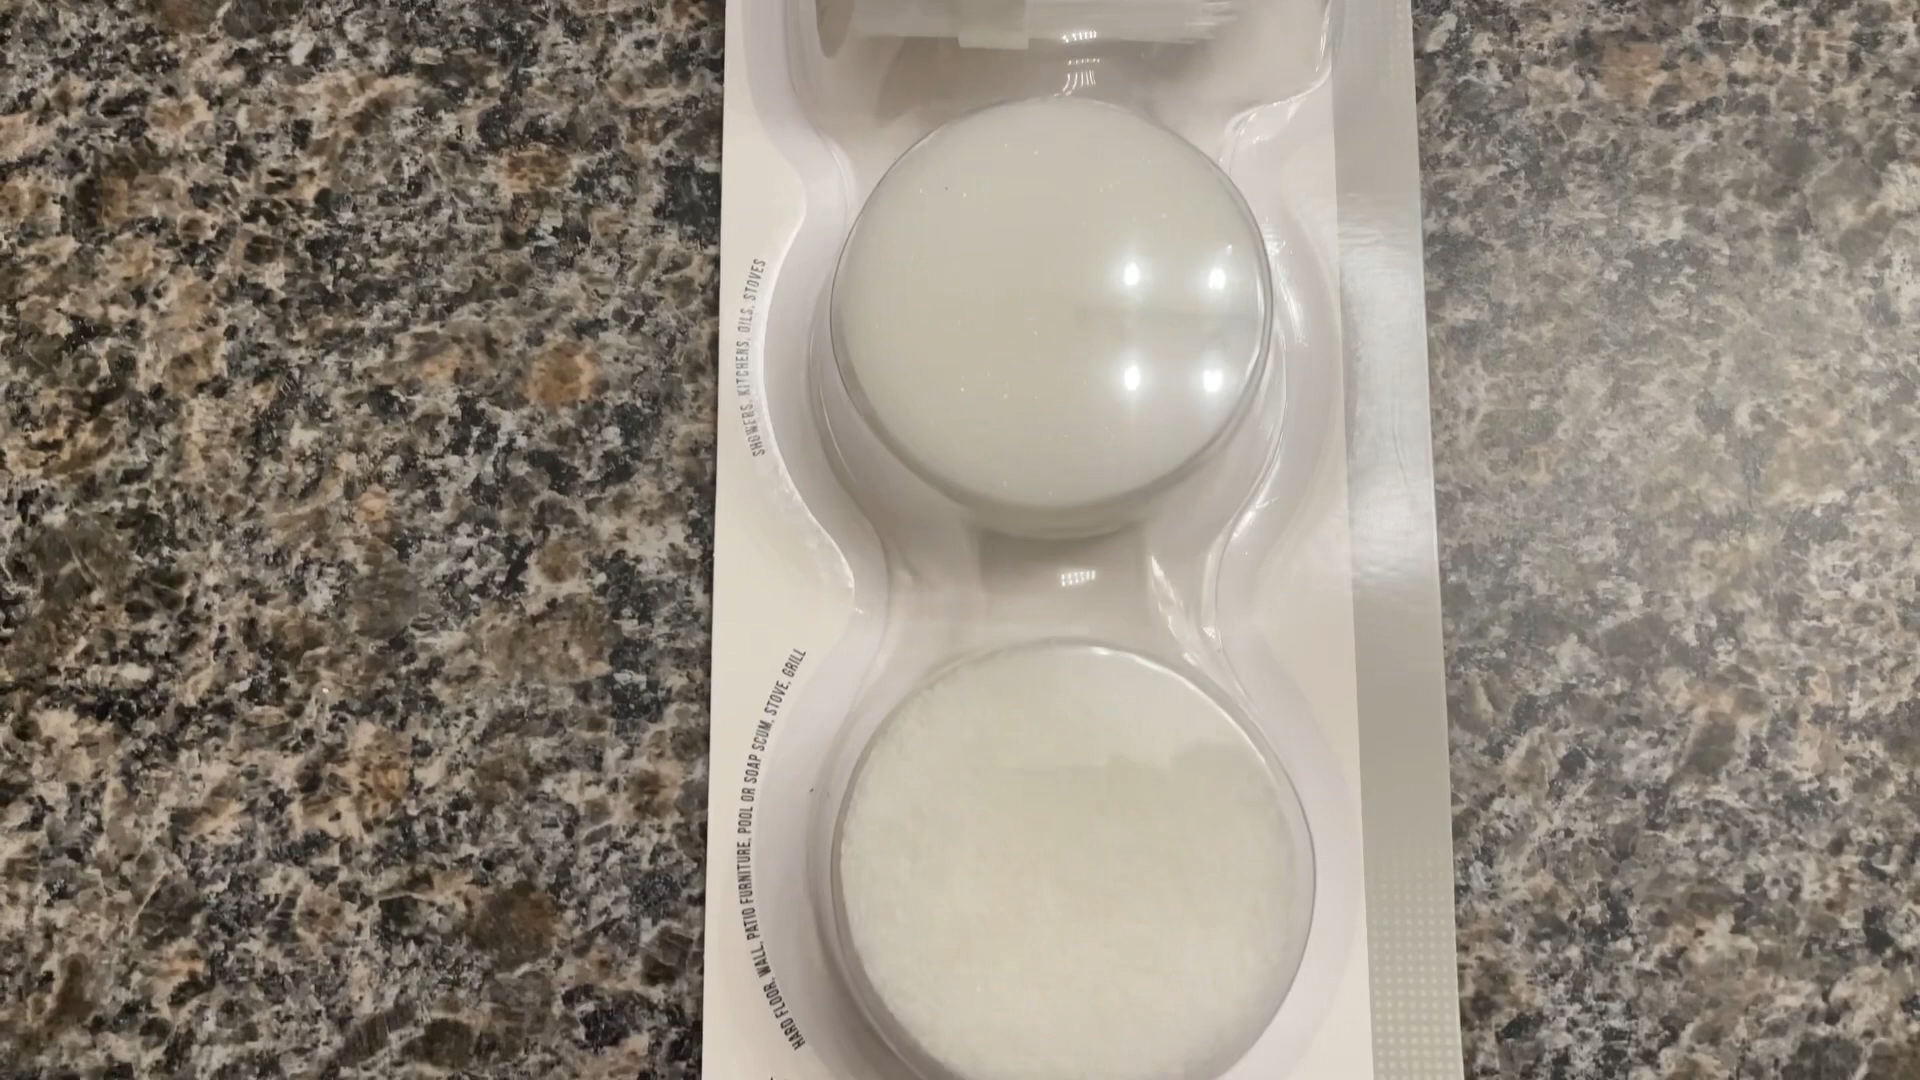 SHOWERS, KITCHENS, OILS, STOVES
HARD FLOOR, WALL, PATIO FURNITURE, POOL OR SOAP SCUM, STOVE, GRILL